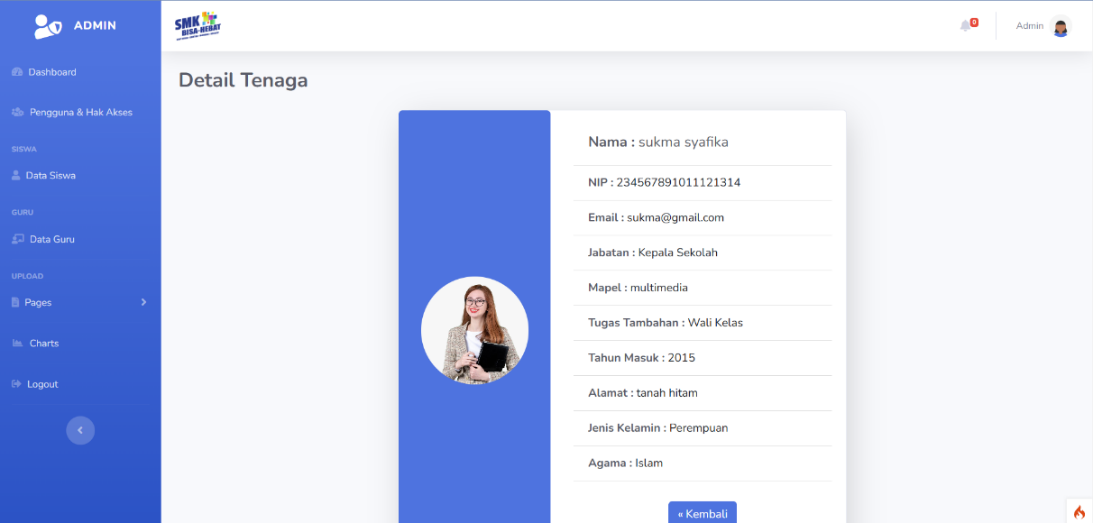 ADMIN
SMK
BISA-HEBAT
0
Admin
Dashboard
Pengguna & Hak Akses
SISWA
Data Siswa
GURU
Data Guru
UPLOAD
Pages
Charts
Logout
Detail Tenaga
Nama : sukma syafika
NIP : 234567891011121314
Email : sukma@gmail.com
Jabatan : Kepala Sekolah
Mapel : multimedia
Tugas Tambahan : Wali Kelas
Tahun Masuk : 2015
Alamat : tanah hitam
Jenis Kelamin : Perempuan
Agama : Islam
« Kembali